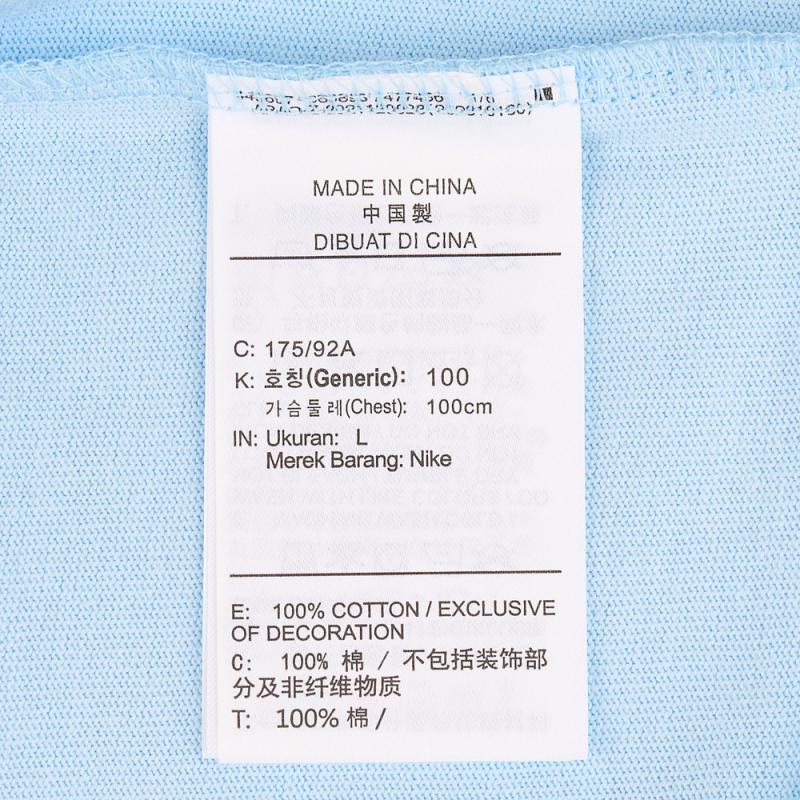 MADE IN CHINA
中国製
DIBUAT DI CINA
C: 175/92A
K: 호칭(Generic): 100
가슴둘레(Chest): 100cm
IN: Ukuran: L
Merek Barang: Nike
E: 100% COTTON / EXCLUSIVE
OF DECORATION
C: 100% 棉 / 不包括装饰部
分及非纤维物质
T: 100% 棉 /